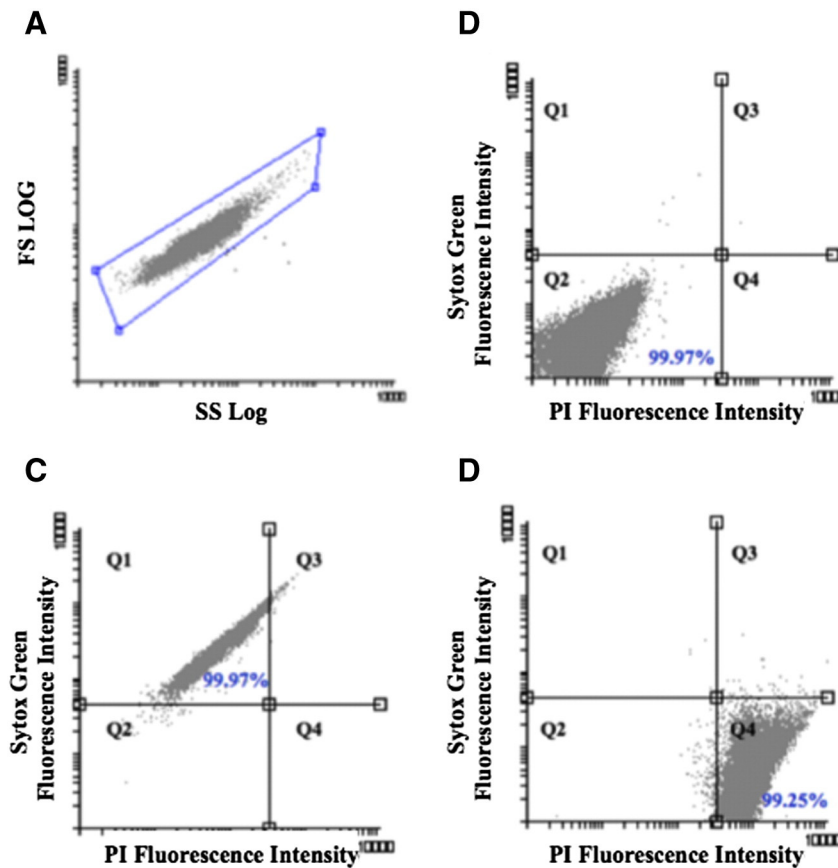 A
FS LOG
SS Log
D
Sytox Green
Fluorescence Intensity
Q1
Q3
Q2
Q4
99.97%
PI Fluorescence Intensity
C
Sytox Green
Fluorescence Intensity
Q1
Q3
99.97%
Q2
Q4
PI Fluorescence Intensity
D
Sytox Green
Fluorescence Intensity
Q1
Q3
Q2
Q4
99.25%
PI Fluorescence Intensity